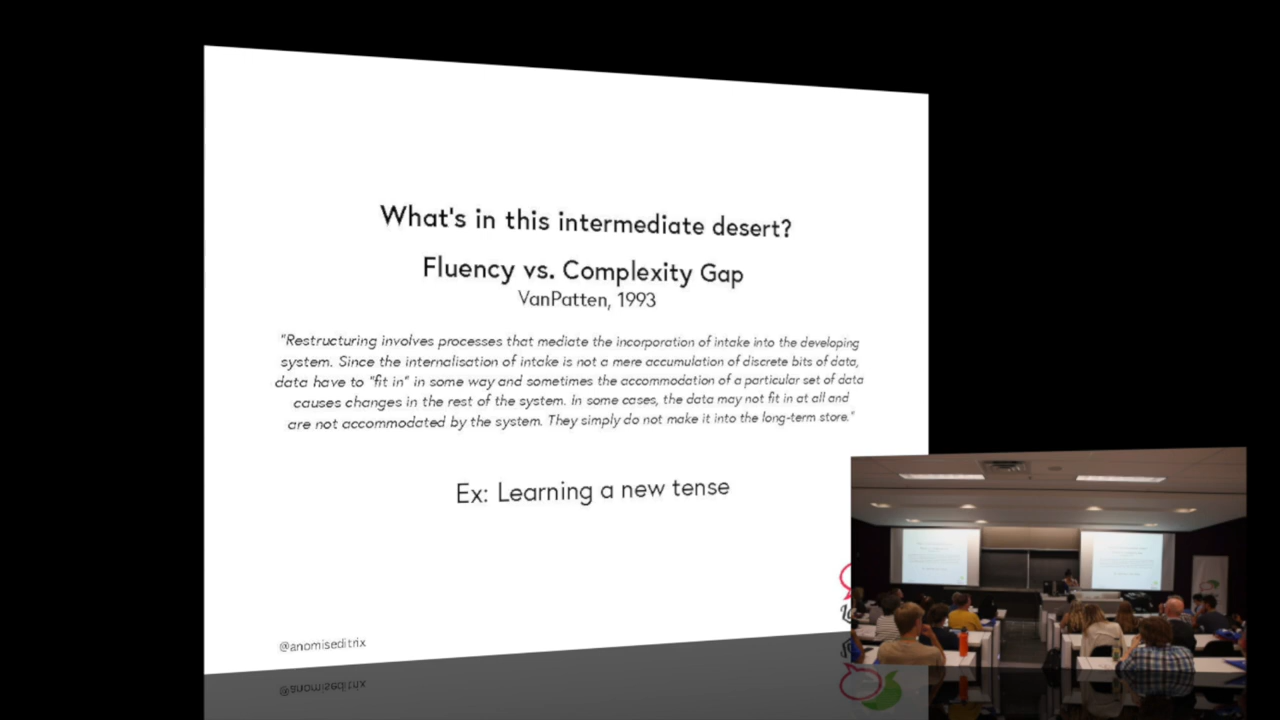 What's in this intermediate desert?
Fluency vs. Complexity Gap
VanPatten, 1993
"Restructuring involves processes that mediate the incorporation of intake into the developing
system. Since the internalisation of intake is not a mere accumulation of discrete bits of data,
data have to "fit in" in some way and sometimes the accommodation of a particular set of data
causes changes in the rest of the system. In some cases, the data may not fit in at all and
are not accommodated by the system. They simply do not make it into the long-term store."
Ex: Learning a new tense
@anomiseditrix